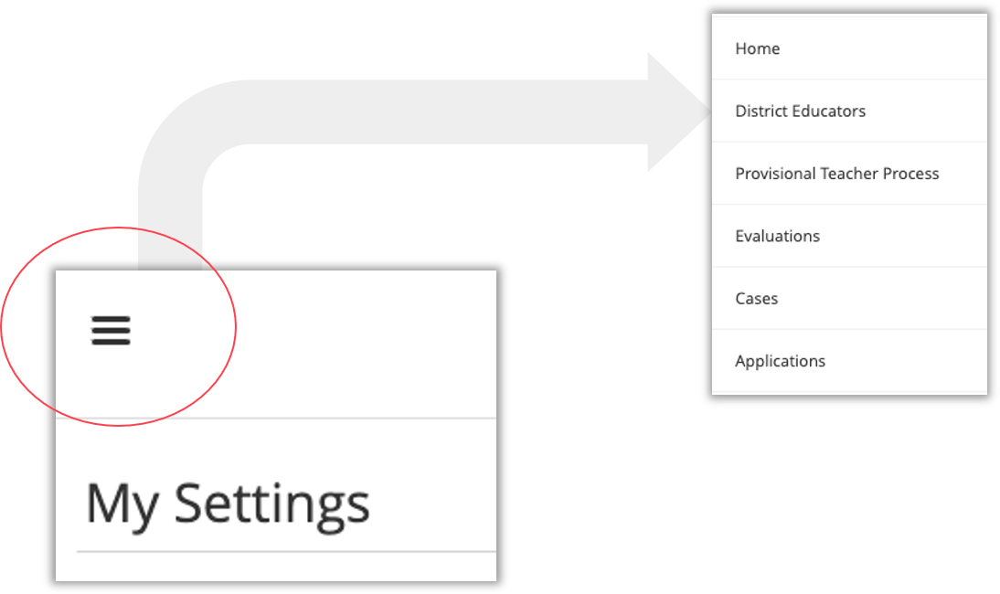 Home
District Educators
Provisional Teacher Process
Evaluations
Cases
Applications
My Settings